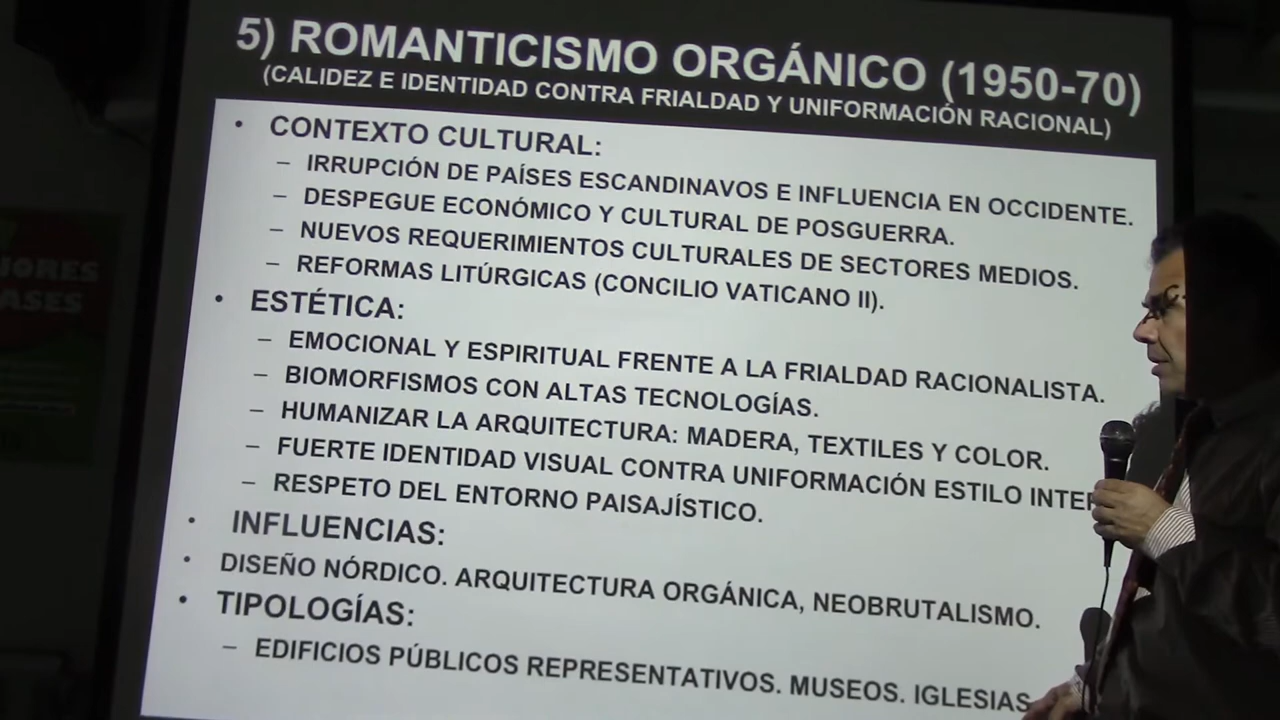 5) ROMANTICISMO ORGÁNICO (1950-70)
(CALIDEZ E IDENTIDAD CONTRA FRIALDAD Y UNIFORMACIÓN RACIONAL)
• CONTEXTO CULTURAL:
– IRRUPCIÓN DE PAÍSES ESCANDINAVOS E INFLUENCIA EN OCCIDENTE.
– DESPEGUE ECONÓMICO Y CULTURAL DE POSGUERRA.
– NUEVOS REQUERIMIENTOS CULTURALES DE SECTORES MEDIOS.
– REFORMAS LITÚRGICAS (CONCILIO VATICANO II).
• ESTÉTICA:
– EMOCIONAL Y ESPIRITUAL FRENTE A LA FRIALDAD RACIONALISTA.
– BIOMORFISMOS CON ALTAS TECNOLOGÍAS.
– HUMANIZAR LA ARQUITECTURA: MADERA, TEXTILES Y COLOR.
– FUERTE IDENTIDAD VISUAL CONTRA UNIFORMACIÓN ESTILO
– RESPETO DEL ENTORNO PAISAJÍSTICO.
• INFLUENCIAS:
• DISEÑO NÓRDICO. ARQUITECTURA ORGÁNICA, NEOBRUTALISMO.
• TIPOLOGÍAS:
– EDIFICIOS PÚBLICOS REPRESENTATIVOS. MUSEOS. IGLESIAS